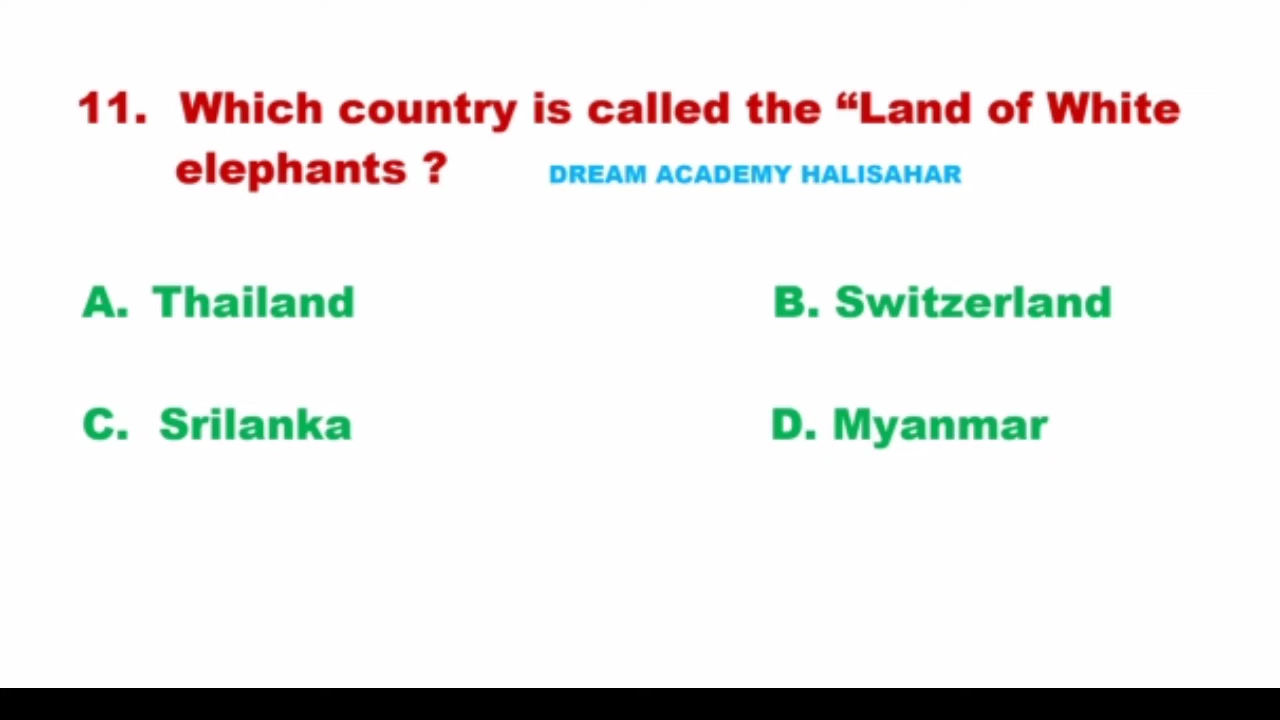 11. Which country is called the “Land of White
elephants ?
DREAM ACADEMY HALISAHAR
A. Thailand
B. Switzerland
C. Srilanka
D. Myanmar